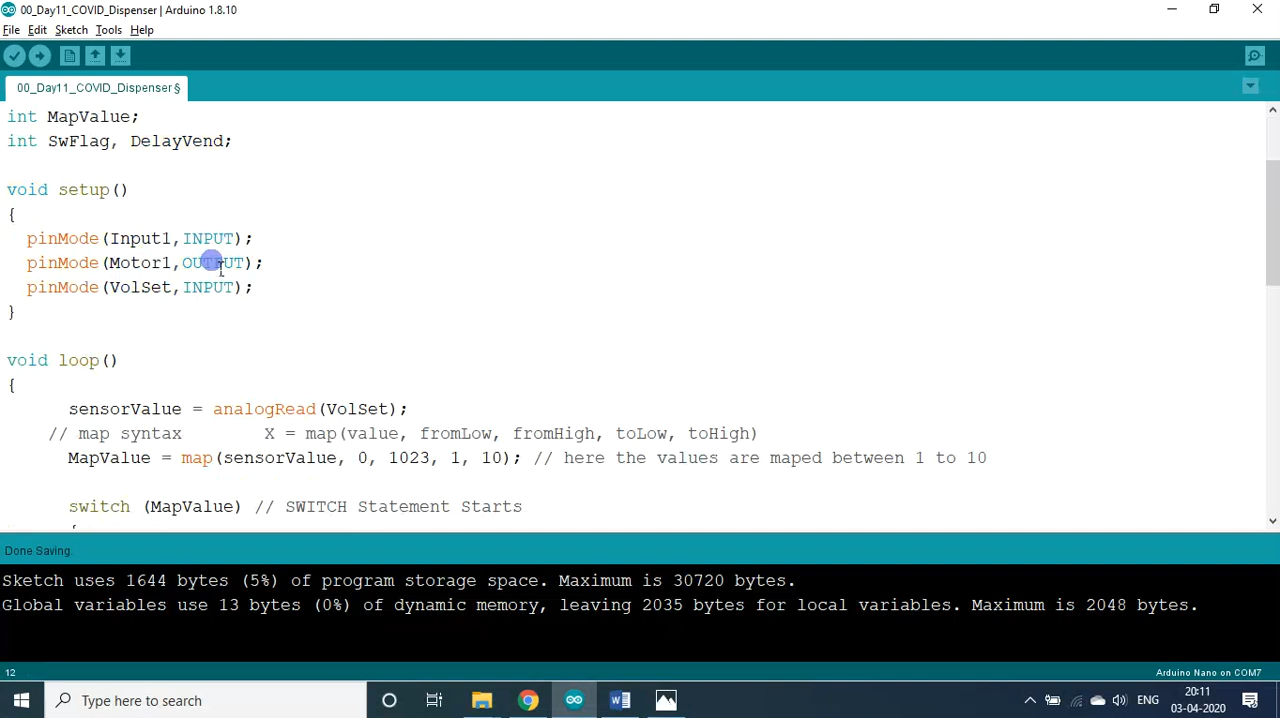 00_Day11_COVID_Dispenser | Arduino 1.8.10
File Edit Sketch Tools Help
00_Day11_COVID_Dispenser §
int MapValue;
int SwFlag, DelayVend;
void setup()
{
pinMode(Input1,INPUT);
pinMode(Motor1,OUTPUT);
pinMode(VolSet,INPUT);
}
void loop()
{
sensorValue = analogRead(VolSet);
// map syntax X = map(value, fromLow, fromHigh, toLow, toHigh)
MapValue = map(sensorValue, 0, 1023, 1, 10); // here the values are maped between 1 to 10
switch (MapValue) // SWITCH Statement Starts
{
Done Saving.
Sketch uses 1644 bytes (5%) of program storage space. Maximum is 30720 bytes.
Global variables use 13 bytes (0%) of dynamic memory, leaving 2035 bytes for local variables. Maximum is 2048 bytes.
12
Arduino Nano on COM7
Type here to search
ENG
20:11
03-04-2020